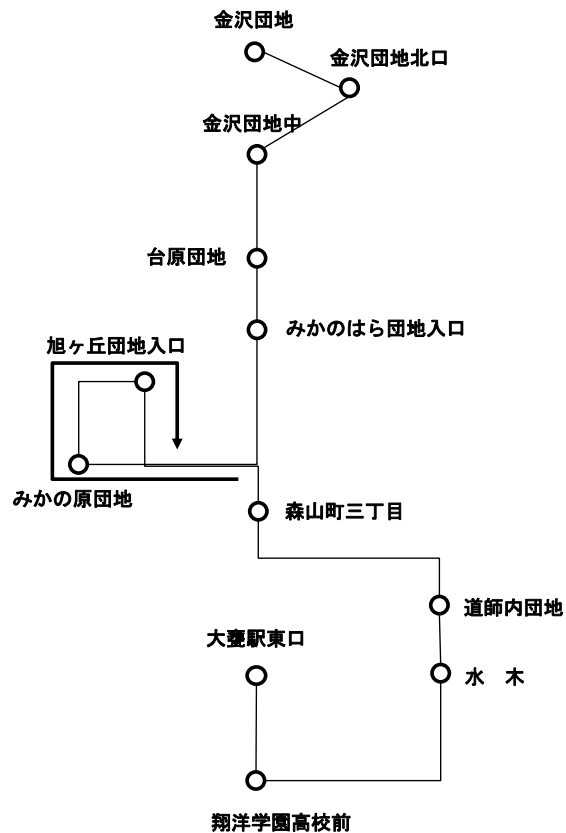 金沢団地
金沢団地北口
金沢団地中
台原団地
みかのはら団地入口
旭ヶ丘団地入口
みかの原団地
森山町三丁目
道師内団地
大甕駅東口
水　木
翔洋学園高校前